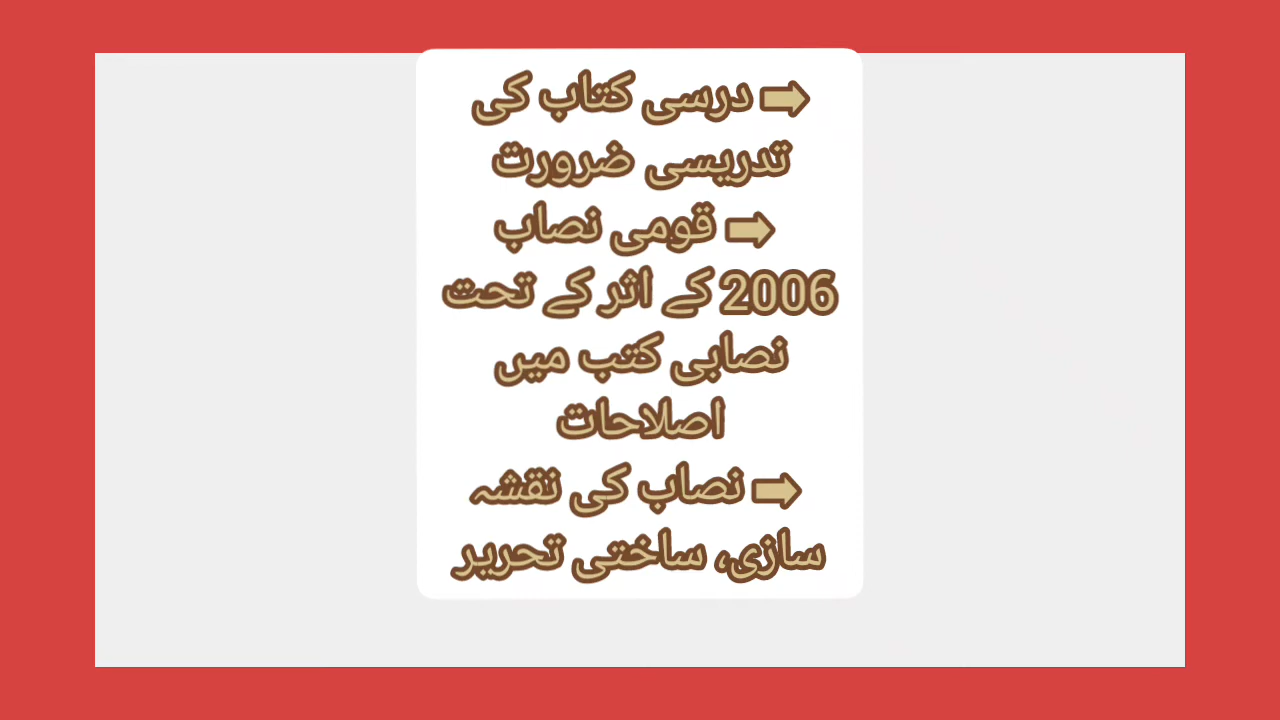 ➡ درسی کتاب کی
تدریسی ضرورت
➡ قومی نصاب
2006 کے اثر کے تحت
نصابی کتب میں
اصلاحات
➡ نصاب کی نقشہ
سازی، ساختی تحریر